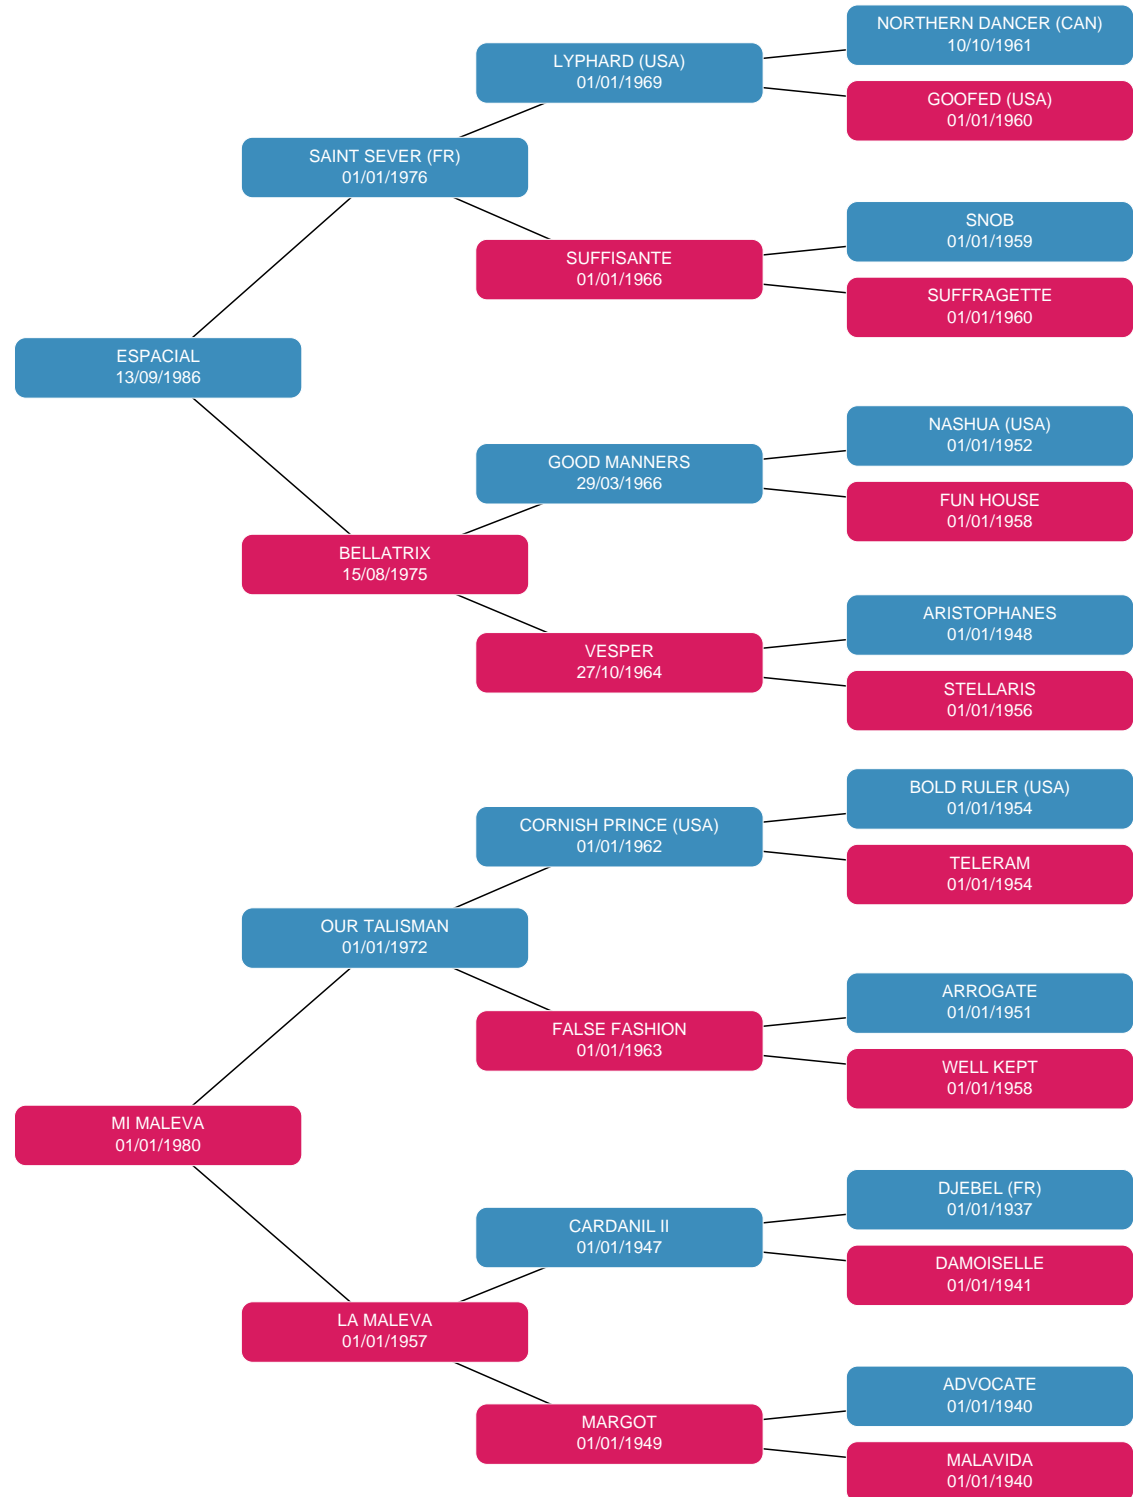 NORTHERN DANCER (CAN)
10/10/1961
LYPHARD (USA)
01/01/1969
GOOFED (USA)
01/01/1960
SAINT SEVER (FR)
01/01/1976
SNOB
01/01/1959
SUFFISANTE
01/01/1966
SUFFRAGETTE
01/01/1960
ESPACIAL
13/09/1986
NASHUA (USA)
01/01/1952
GOOD MANNERS
29/03/1966
FUN HOUSE
01/01/1958
BELLATRIX
15/08/1975
ARISTOPHANES
01/01/1948
VESPER
27/10/1964
STELLARIS
01/01/1956
BOLD RULER (USA)
01/01/1954
CORNISH PRINCE (USA)
01/01/1962
TELERAM
01/01/1954
OUR TALISMAN
01/01/1972
ARROGATE
01/01/1951
FALSE FASHION
01/01/1963
WELL KEPT
01/01/1958
MI MALEVA
01/01/1980
DJEBEL (FR)
01/01/1937
CARDANIL II
01/01/1947
DAMOISELLE
01/01/1941
LA MALEVA
01/01/1957
ADVOCATE
01/01/1940
MARGOT
01/01/1949
MALAVIDA
01/01/1940